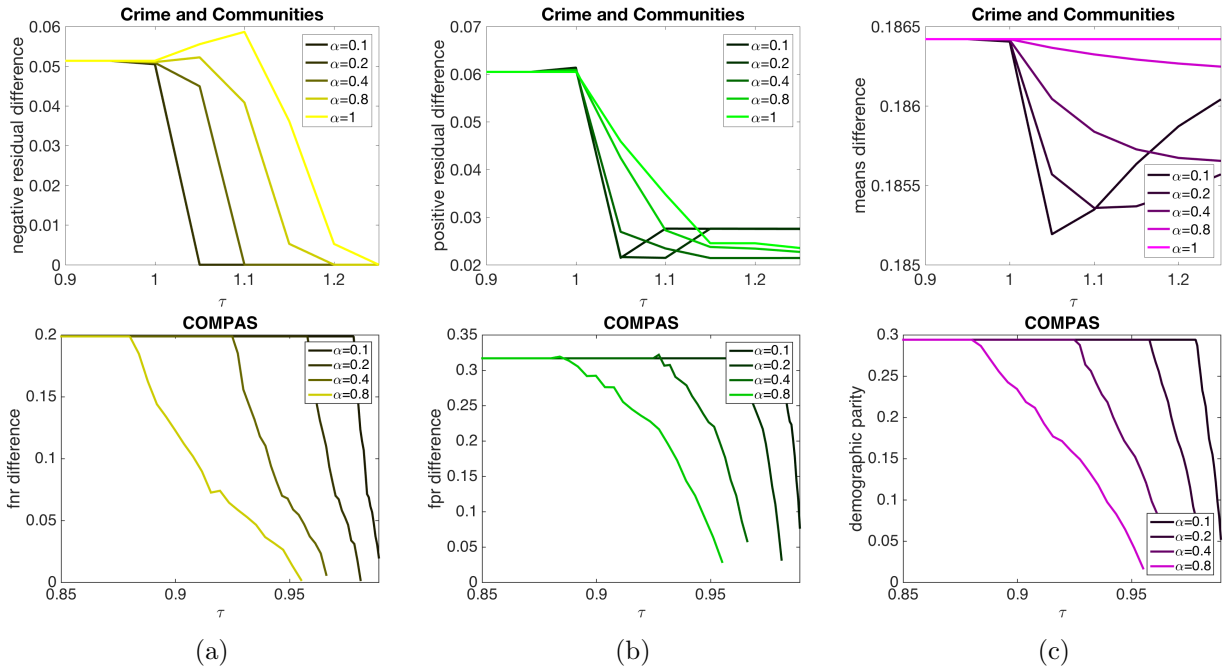 Crime and Communities
negative residual difference
0.06
0.05
0.04
0.03
0.02
0.01
0
0.9
1
1.1
1.2
τ
α=0.1
α=0.2
α=0.4
α=0.8
α=1
Crime and Communities
positive residual difference
0.07
0.06
0.05
0.04
0.03
0.02
0.9
1
1.1
1.2
τ
α=0.1
α=0.2
α=0.4
α=0.8
α=1
Crime and Communities
means difference
0.1865
0.186
0.1855
0.185
0.9
1
1.1
1.2
τ
α=0.1
α=0.2
α=0.4
α=0.8
α=1
COMPAS
fnr difference
0.2
0.15
0.1
0.05
0
0.85
0.9
0.95
τ
α=0.1
α=0.2
α=0.4
α=0.8
COMPAS
fpr difference
0.35
0.3
0.25
0.2
0.15
0.1
0.05
0
0.85
0.9
0.95
τ
α=0.1
α=0.2
α=0.4
α=0.8
COMPAS
demographic parity
0.3
0.25
0.2
0.15
0.1
0.05
0
0.85
0.9
0.95
τ
α=0.1
α=0.2
α=0.4
α=0.8
(a)
(b)
(c)